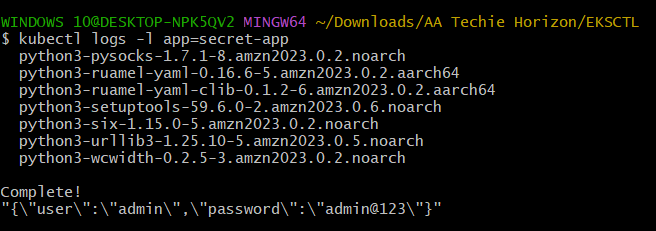 WINDOWS 10@DESKTOP-NPK5QV2 MINGW64 ~/Downloads/AA Techie Horizon/EKSCTL
$ kubectl logs -l app=secret-app
python3-pysocks-1.7.1-8.amzn2023.0.2.noarch
python3-ruamel-yaml-0.16.6-5.amzn2023.0.2.aarch64
python3-ruamel-yaml-clib-0.1.2-6.amzn2023.0.2.aarch64
python3-setuptools-59.6.0-2.amzn2023.0.6.noarch
python3-six-1.15.0-5.amzn2023.0.2.noarch
python3-urllib3-1.25.10-5.amzn2023.0.5.noarch
python3-wcwidth-0.2.5-3.amzn2023.0.2.noarch
Complete!
"{\"user\":\"admin\",\"password\":\"admin@123\"}"